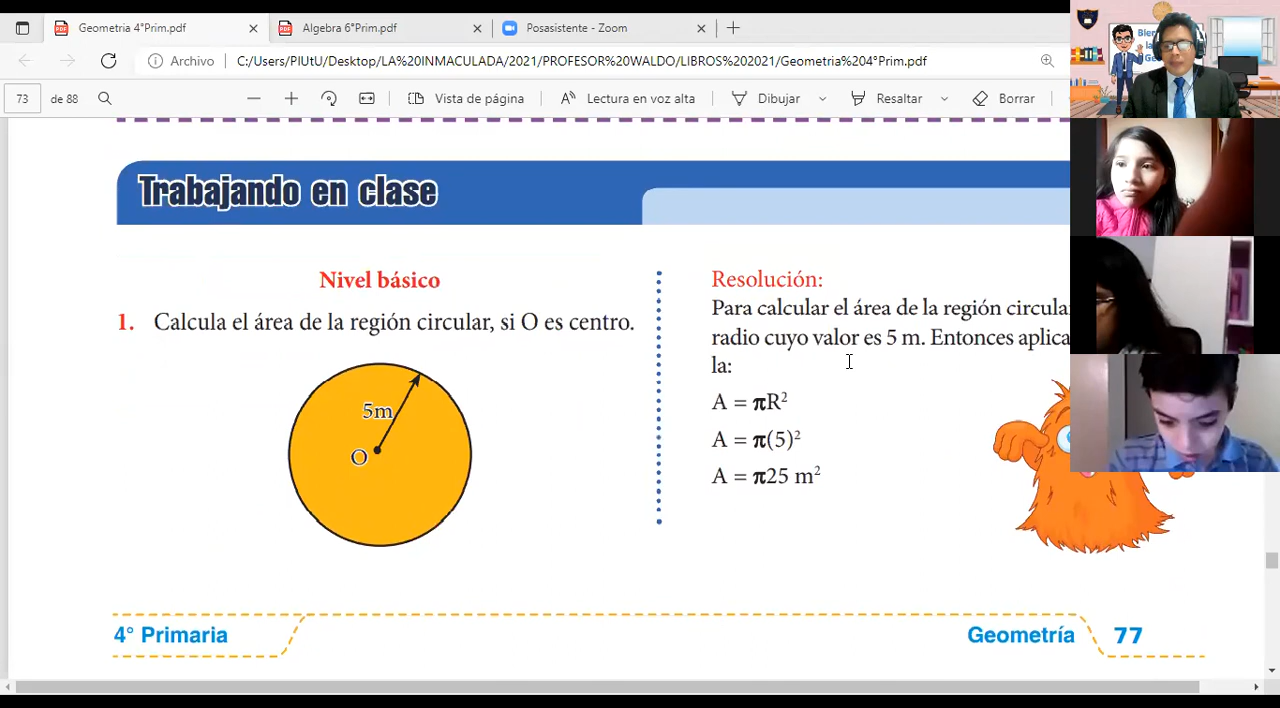 Geometria 4°Prim.pdf
Algebra 6°Prim.pdf
Posasistente - Zoom
Archivo
C:/Users/PIUtU/Desktop/LA%20INMACULADA/2021/PROFESOR%20WALDO/LIBROS%202021/Geometria%204°Prim.pdf
73 de 88
Vista de página
Lectura en voz alta
Dibujar
Resaltar
Borrar
Trabajando en clase
Nivel básico
1. Calcula el área de la región circular, si O es centro.
5m
O
Resolución:
Para calcular el área de la región circula
radio cuyo valor es 5 m. Entonces aplica
la:
A = πR²
A = π(5)²
A = π25 m²
4° Primaria
Geometría 77